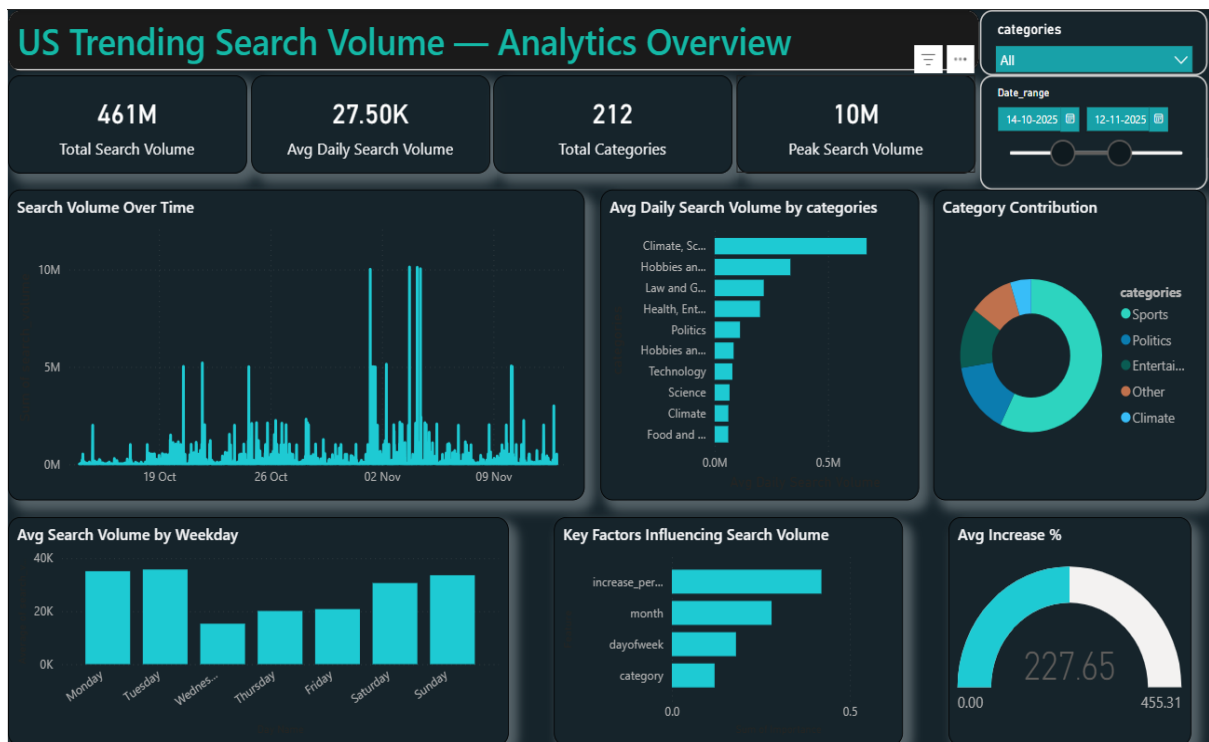 US Trending Search Volume — Analytics Overview
categories
All
461M
Total Search Volume
27.50K
Avg Daily Search Volume
212
Total Categories
10M
Peak Search Volume
Date_range
14-10-2025
12-11-2025
Search Volume Over Time
10M
5M
0M
19 Oct
26 Oct
02 Nov
09 Nov
Avg Daily Search Volume by categories
Climate, Sc...
Hobbies an...
Law and G...
Health, Ent...
Politics
Hobbies an...
Technology
Science
Climate
Food and ...
0.0M
0.5M
Category Contribution
categories
Sports
Politics
Entertai...
Other
Climate
Avg Search Volume by Weekday
40K
20K
0K
Monday
Tuesday
Wednes...
Thursday
Friday
Saturday
Sunday
Key Factors Influencing Search Volume
increase_per...
month
dayofweek
category
0.0
0.5
Avg Increase %
227.65
0.00
455.31